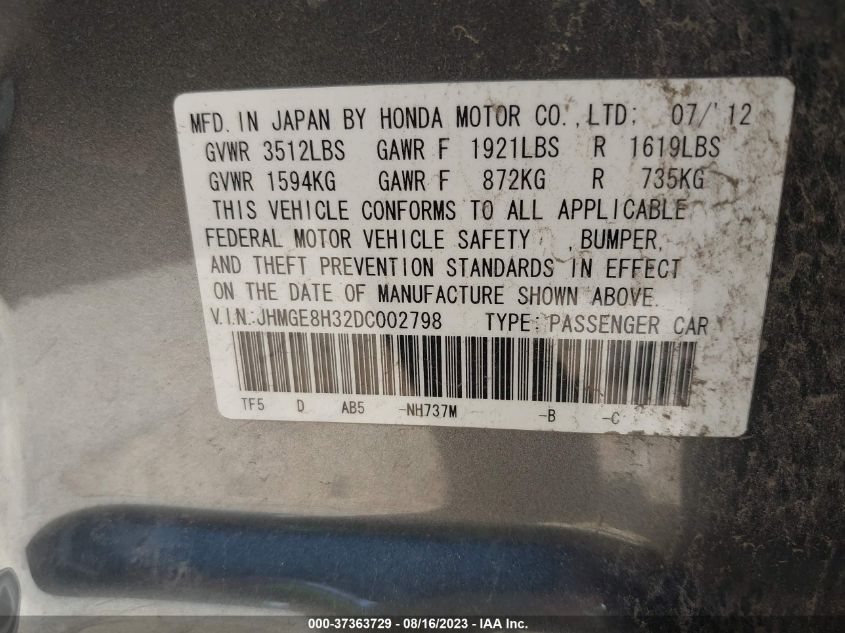 MFD. IN JAPAN BY HONDA MOTOR CO., LTD; 07/'12
GVWR 3512LBS GAWR F 1921LBS R 1619LBS
GVWR 1594KG GAWR F 872KG R 735KG
THIS VEHICLE CONFORMS TO ALL APPLICABLE
FEDERAL MOTOR VEHICLE SAFETY , BUMPER,
AND THEFT PREVENTION STANDARDS IN EFFECT
ON THE DATE OF MANUFACTURE SHOWN ABOVE.
V.I.N.:JHMGE8H32DC002798 TYPE:PASSENGER CAR
TF5 D AB5 -NH737M -B -C
000-37363729 - 08/16/2023 - IAA Inc.